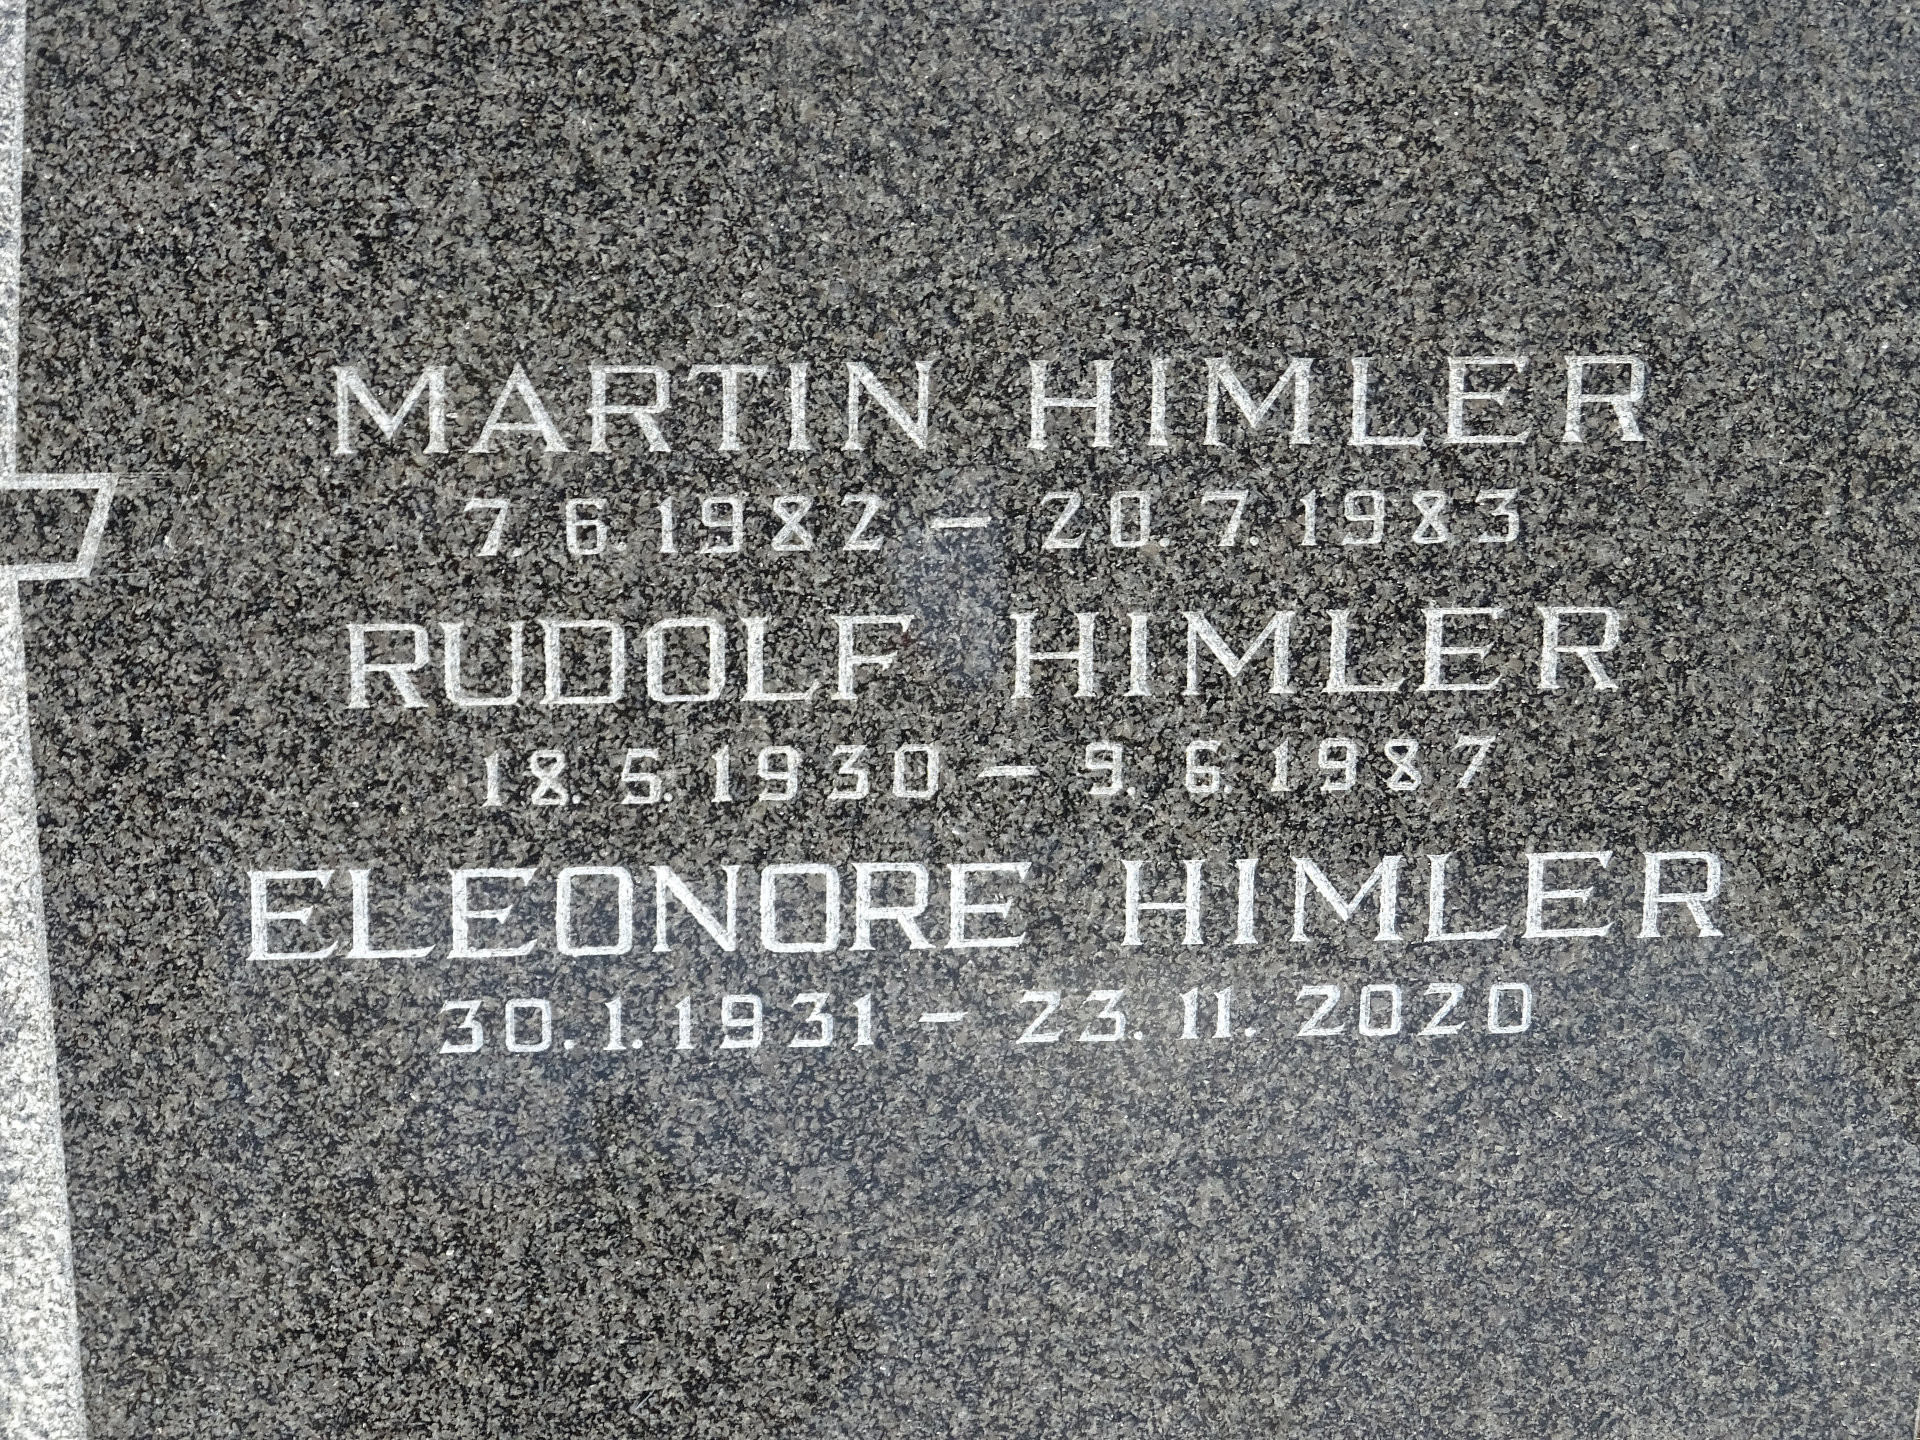 MARTIN HIMLER
7. 6. 1982 – 20. 7. 1983
RUDOLF HIMLER
18. 5. 1930 – 9. 6. 1987
ELEONORE HIMLER
30. 1. 1931 – 23. 11. 2020